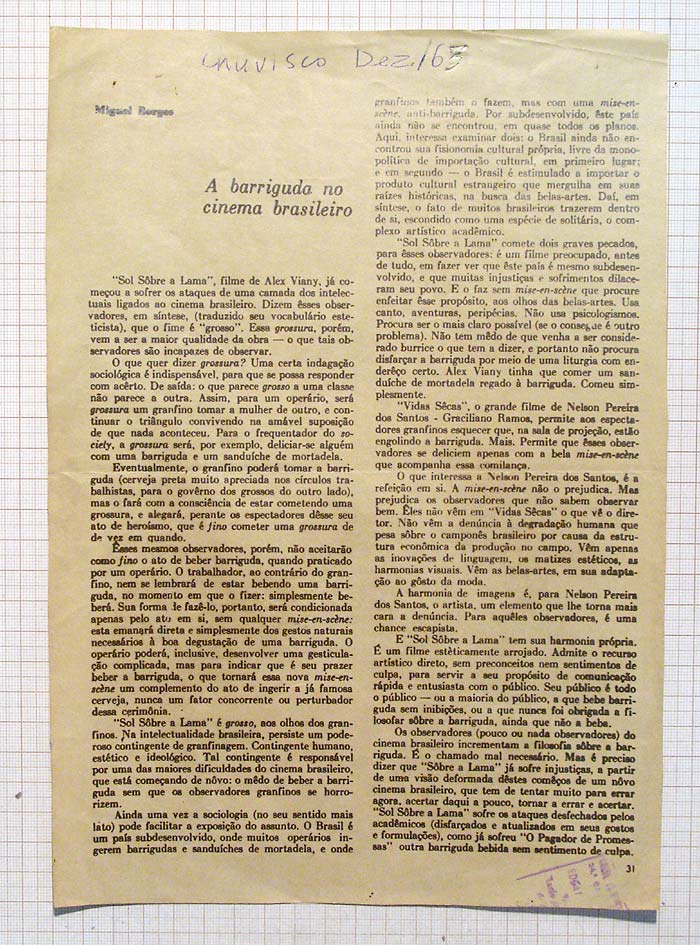 CHUVISCO Dez./63
Miguel Borges
A barriguda no
cinema brasileiro
"Sol Sôbre a Lama", filme de Alex Viany, já co-
meçou a sofrer os ataques de uma camada dos intelec-
tuais ligados ao cinema brasileiro. Dizem êsses obser-
vadores, em síntese, (traduzido seu vocabulário este-
ticista), que o fime é "grosso". Essa grossura, porém,
vem a ser a maior qualidade da obra — o que tais ob-
servadores são incapazes de observar.
O que quer dizer grossura? Uma certa indagação
sociológica é indispensável, para que se possa responder
com acêrto. De saída: o que parece grosso a uma classe
não parece a outra. Assim, para um operário, será
grossura um granfino tomar a mulher de outro, e con-
tinuar o triângulo convivendo na amável suposição
de que nada aconteceu. Para o frequentador do so-
ciety, a grossura será, por exemplo, deliciar-se alguém
com uma barriguda e um sanduíche de mortadela.
Eventualmente, o granfino poderá tomar a barri-
guda (cerveja preta muito apreciada nos círculos tra-
balhistas, para o govêrno dos grossos do outro lado),
mas o fará com a consciência de estar cometendo uma
grossura, e alegará, perante os espectadores dêsse seu
ato de heroísmo, que é fino cometer uma grossura de
de vez em quando.
Êsses mesmos observadores, porém, não aceitarão
como fino o ato de beber barriguda, quando praticado
por um operário. O trabalhador, ao contrário do gran-
fino, nem se lembrará de estar bebendo uma barri-
guda, no momento em que o fizer: simplesmente be-
berá. Sua forma de fazê-lo, portanto, será condicionada
apenas pelo ato em si, sem qualquer mise-en-scène:
esta emanará direta e simplesmente dos gestos naturais
necessários à boa degustação de uma barriguda. O
operário poderá, inclusive, desenvolver uma gesticula-
ção complicada, mas para indicar que é seu prazer
beber a barriguda, o que tornará essa nova mise-en-
scène um complemento do ato de ingerir a já famosa
cerveja, nunca um fator concorrente ou perturbador
dessa cerimônia.
"Sol Sôbre a Lama" é grosso, aos olhos dos gran-
finos. Na intelectualidade brasileira, persiste um pode-
roso contingente de granfinagem. Contingente humano,
estético e ideológico. Tal contingente é responsável
por uma das maiores dificuldades do cinema brasileiro,
que está começando de nôvo: o mêdo de beber a barri-
guda sem que os observadores granfinos se horro-
rizem.
Ainda uma vez a sociologia (no seu sentido mais
lato) pode facilitar a exposição do assunto. O Brasil é
um país subdesenvolvido, onde muitos operários in-
gerem barrigudas e sanduíches de mortadela, e onde
granfinos também o fazem, mas com uma mise-en-
scène, anti-barriguda. Por subdesenvolvido, êste país
ainda não se encontrou, em quase todos os planos.
Aqui, interessa examinar dois: o Brasil ainda não en-
controu sua fisionomia cultural própria, livre da mono-
política de importação cultural, em primeiro lugar;
e em segundo — o Brasil é estimulado a importar o
produto cultural estrangeiro que mergulha em suas
raízes históricas, na busca das belas-artes. Daí, em
síntese, o fato de muitos brasileiros trazerem dentro
de si, escondido como uma espécie de solitária, o com-
plexo artístico acadêmico.
"Sol Sôbre a Lama" comete dois graves pecados,
para êsses observadores: é um filme preocupado, antes
de tudo, em fazer ver que êste país é mesmo subdesen-
volvido, e que muitas injustiças e sofrimentos dilace-
ram seu povo. E o faz sem mise-en-scène que procure
enfeitar êsse propósito, aos olhos das belas-artes. Usa
canto, aventuras, peripécias. Não usa psicologismos.
Procura ser o mais claro possível (se o consegue é outro
problema). Não tem mêdo de que venha a ser conside-
rado burrice o que tem a dizer, e portanto não procura
disfarçar a barriguda por meio de uma liturgia com en-
derêço certo. Alex Viany tinha que comer um san-
duíche de mortadela regado à barriguda. Comeu sim-
plesmente.
"Vidas Sêcas", o grande filme de Nelson Pereira
dos Santos - Graciliano Ramos, permite aos especta-
dores granfinos esquecer que, na sala de projeção, estão
engolindo a barriguda. Mais. Permite que êsses obser-
vadores se deliciem apenas com a bela mise-en-scène
que acompanha essa comilança.
O que interessa a Nelson Pereira dos Santos, é a
refeição em si. A mise-en-scène não o prejudica. Mas
prejudica os observadores que não sabem observar
bem. Êles não vêm em "Vidas Sêcas" o que vê o dire-
tor. Não vêm a denúncia à degradação humana que
pesa sôbre o camponês brasileiro por causa da estru-
tura econômica da produção no campo. Vêm apenas
as inovações de linguagem, os matizes estéticos, as
harmonias visuais. Vêm as belas-artes, em sua adapta-
ção ao gôsto da moda.
A harmonia de imagens é, para Nelson Pereira
dos Santos, o artista, um elemento que lhe torna mais
cara a denúncia. Para aquêles observadores, é uma
chance escapista.
E "Sol Sôbre a Lama" tem sua harmonia própria.
É um filme estèticamente arrojado. Admite o recurso
artístico direto, sem preconceitos nem sentimentos de
culpa, para servir a seu propósito de comunicação
rápida e entusiasta com o público. Seu público é todo
o público — ou a maioria do público, a que bebe barri-
guda sem inibições, ou a que nunca foi obrigada a fi-
losofar sôbre a barriguda, ainda que não a beba.
Os observadores (pouco ou nada observadores) do
cinema brasileiro incrementam a filosofia sôbre a bar-
riguda. É o chamado mal necessário. Mas é preciso
dizer que "Sôbre a Lama" já sofre injustiças, a partir
de uma visão deformada dêstes comêços de um nôvo
cinema brasileiro, que tem de tentar muito para errar
agora, acertar daqui a pouco, tornar a errar e acertar.
"Sol Sôbre a Lama" sofre os ataques desfechados pelos
acadêmicos (disfarçados e atualizados em seus gostos
e formulações), como já sofreu "O Pagador de Promes-
sas" outra barriguda bebida sem sentimento de culpa.
31